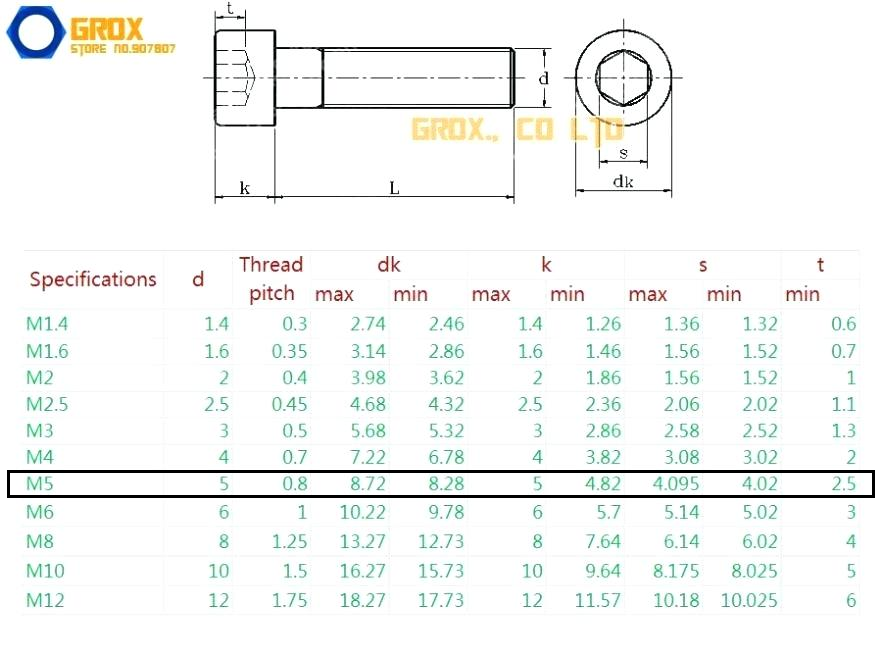 t
GROX
STORE NO.907807
d
GROX., CO LTD
s
dk
k L
Specifications d Thread pitch dk k s t
max min max min max min min
M1.4 1.4 0.3 2.74 2.46 1.4 1.26 1.36 1.32 0.6
M1.6 1.6 0.35 3.14 2.86 1.6 1.46 1.56 1.52 0.7
M2 2 0.4 3.98 3.62 2 1.86 1.56 1.52 1
M2.5 2.5 0.45 4.68 4.32 2.5 2.36 2.06 2.02 1.1
M3 3 0.5 5.68 5.32 3 2.86 2.58 2.52 1.3
M4 4 0.7 7.22 6.78 4 3.82 3.08 3.02 2
M5 5 0.8 8.72 8.28 5 4.82 4.095 4.02 2.5
M6 6 1 10.22 9.78 6 5.7 5.14 5.02 3
M8 8 1.25 13.27 12.73 8 7.64 6.14 6.02 4
M10 10 1.5 16.27 15.73 10 9.64 8.175 8.025 5
M12 12 1.75 18.27 17.73 12 11.57 10.18 10.025 6